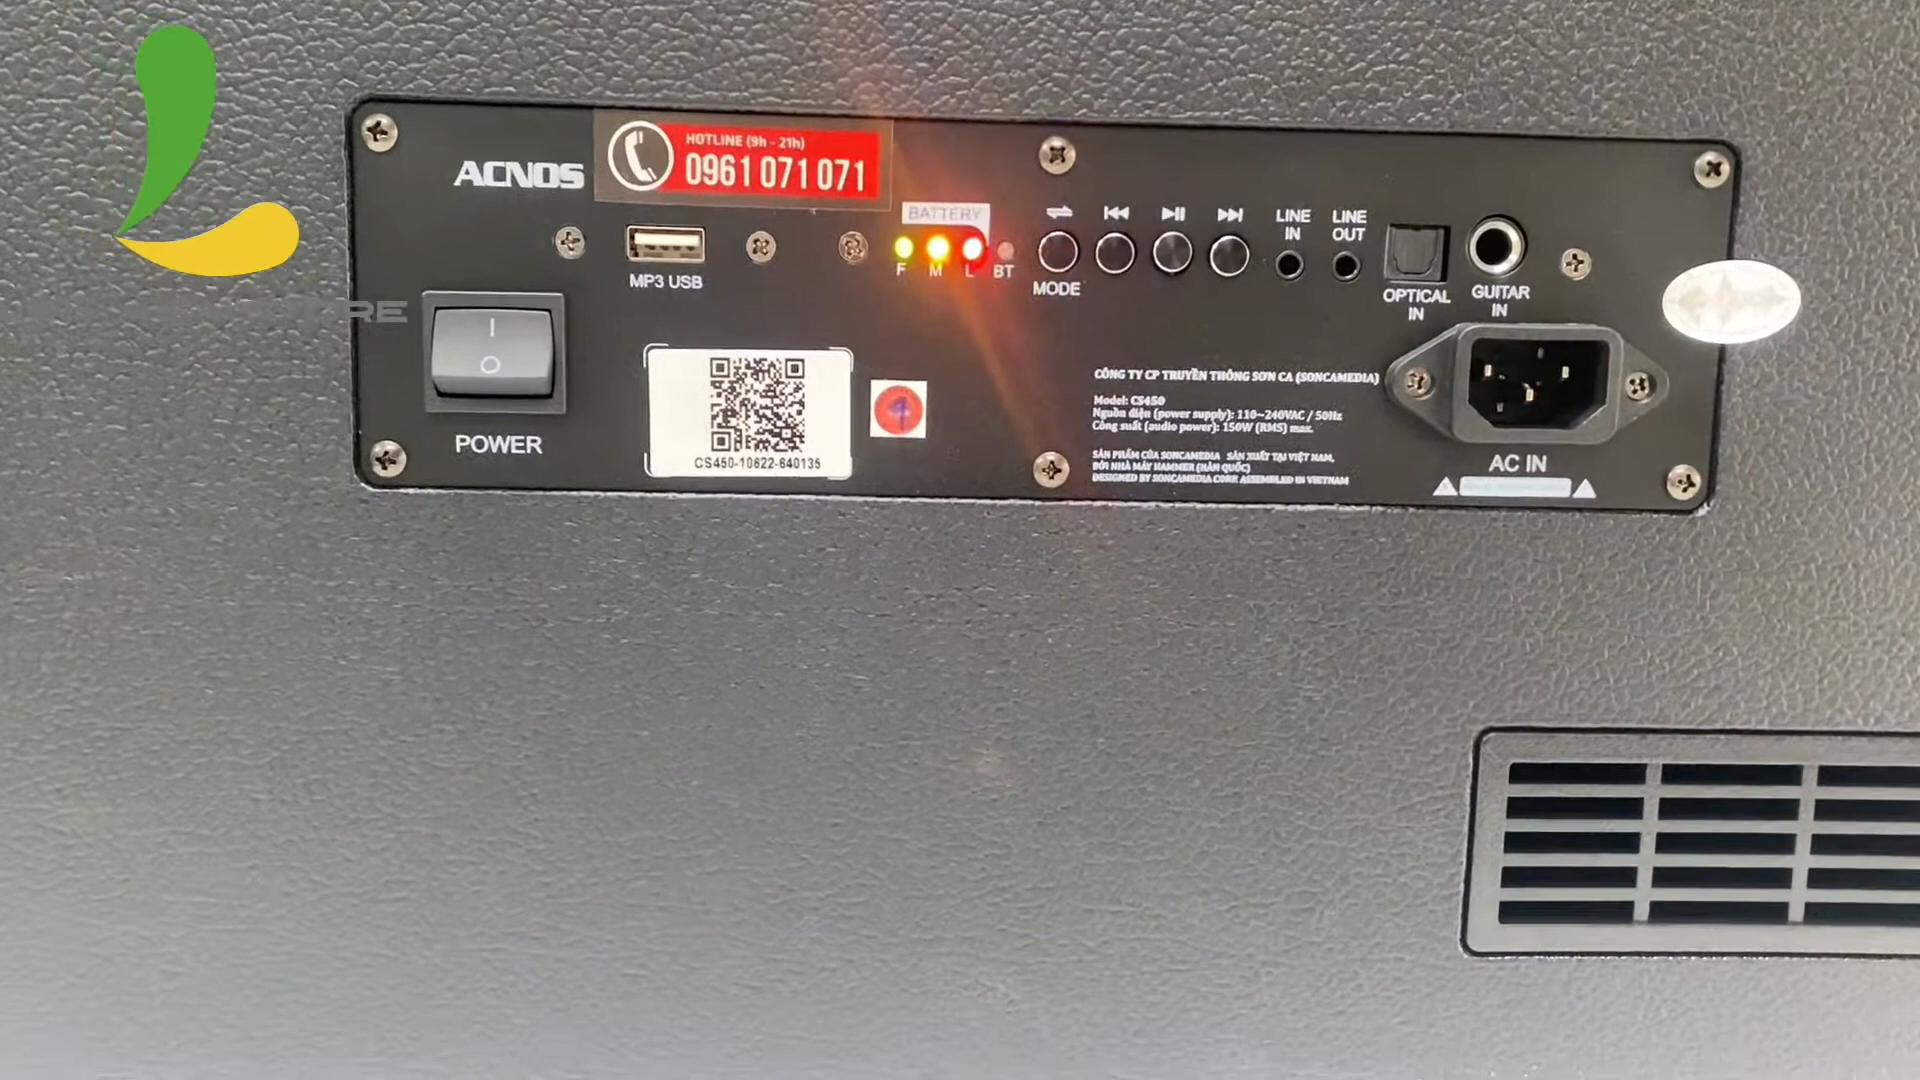 ACNOS
HOTLINE (9h - 21h)
0961 071 071
BATTERY
F M L BT
MP3 USB
MODE
LINE IN
LINE OUT
OPTICAL IN
GUITAR IN
I
O
POWER
CS450-10622-640135
CÔNG TY CP TRUYỀN THÔNG SƠN CA (SONCAMEDIA)
Model: CS450
Nguồn điện (power supply): 110~240VAC / 50Hz
Công suất (audio power): 150W (RMS) max.
SẢN PHẨM CỦA SONCAMEDIA SẢN XUẤT TẠI VIỆT NAM,
BỞI NHÀ MÁY HAMMER (HÀN QUỐC)
DESIGNED BY SONCAMEDIA CORP. ASSEMBLED IN VIETNAM
AC IN